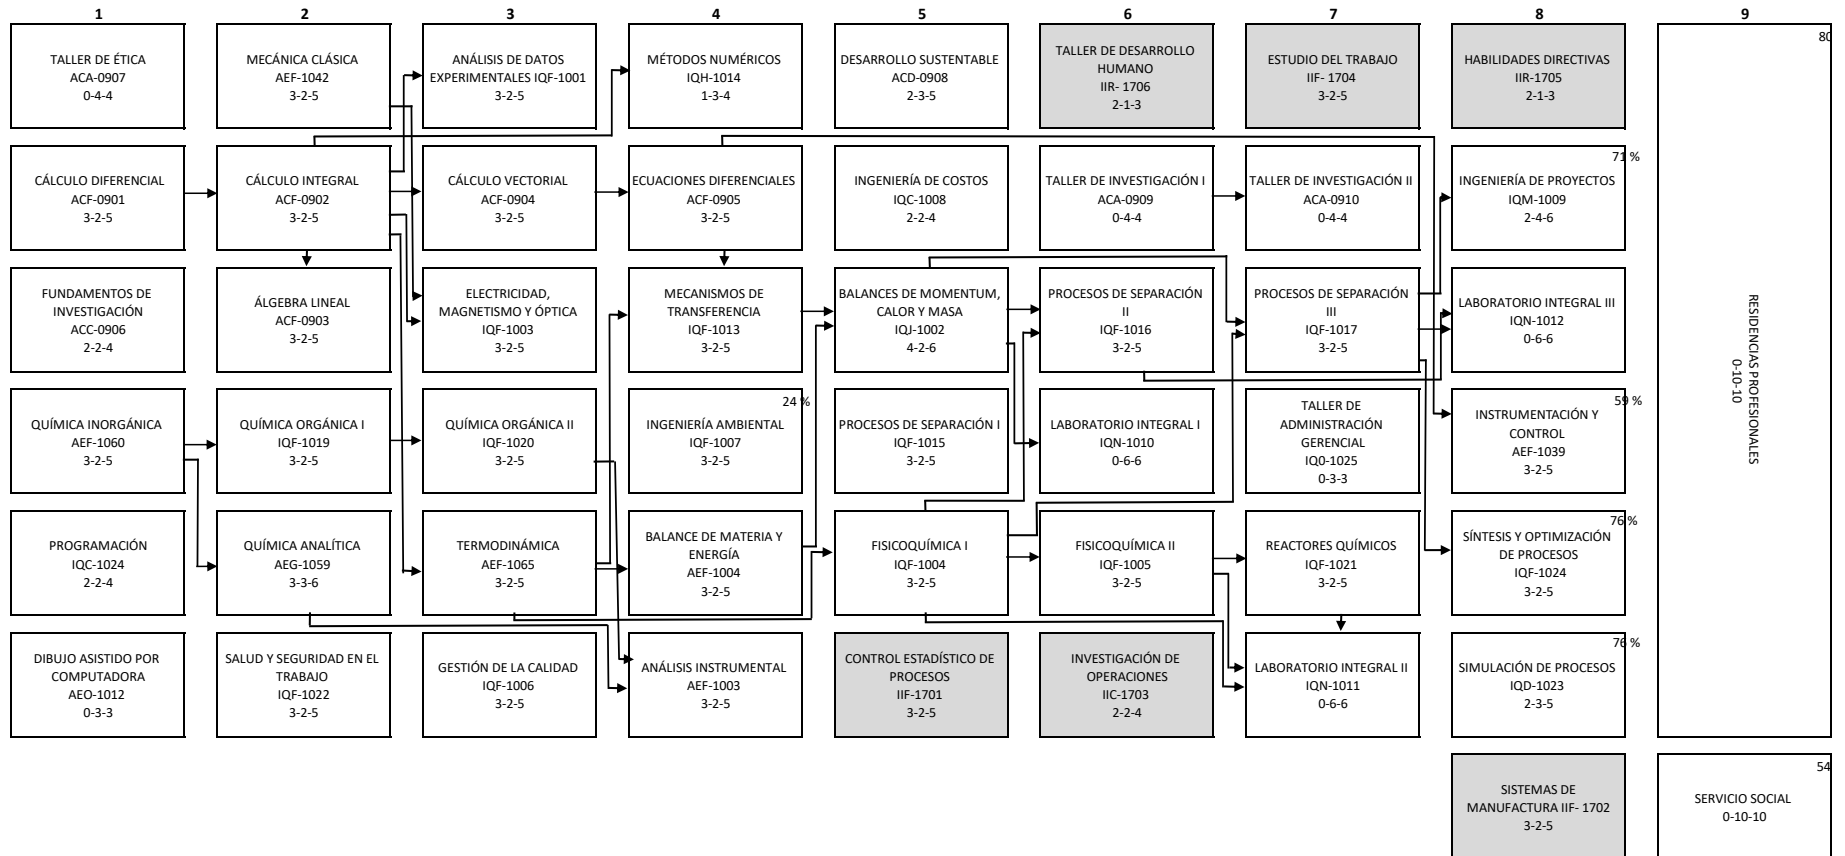 1
2
3
4
5
6
7
8
9
TALLER DE ÉTICA
ACA-0907
0-4-4
MECÁNICA CLÁSICA
AEF-1042
3-2-5
ANÁLISIS DE DATOS
EXPERIMENTALES IQF-1001
3-2-5
MÉTODOS NUMÉRICOS
IQH-1014
1-3-4
DESARROLLO SUSTENTABLE
ACD-0908
2-3-5
TALLER DE DESARROLLO
HUMANO
IIR- 1706
2-1-3
ESTUDIO DEL TRABAJO
IIF- 1704
3-2-5
HABILIDADES DIRECTIVAS
IIR-1705
2-1-3
80
CÁLCULO DIFERENCIAL
ACF-0901
3-2-5
CÁLCULO INTEGRAL
ACF-0902
3-2-5
CÁLCULO VECTORIAL
ACF-0904
3-2-5
ECUACIONES DIFERENCIALES
ACF-0905
3-2-5
INGENIERÍA DE COSTOS
IQC-1008
2-2-4
TALLER DE INVESTIGACIÓN I
ACA-0909
0-4-4
TALLER DE INVESTIGACIÓN II
ACA-0910
0-4-4
71 %
INGENIERÍA DE PROYECTOS
IQM-1009
2-4-6
FUNDAMENTOS DE
INVESTIGACIÓN
ACC-0906
2-2-4
ÁLGEBRA LINEAL
ACF-0903
3-2-5
ELECTRICIDAD,
MAGNETISMO Y ÓPTICA
IQF-1003
3-2-5
MECANISMOS DE
TRANSFERENCIA
IQF-1013
3-2-5
BALANCES DE MOMENTUM,
CALOR Y MASA
IQJ-1002
4-2-6
PROCESOS DE SEPARACIÓN
II
IQF-1016
3-2-5
PROCESOS DE SEPARACIÓN
III
IQF-1017
3-2-5
LABORATORIO INTEGRAL III
IQN-1012
0-6-6
RESIDENCIAS PROFESIONALES
0-10-10
QUÍMICA INORGÁNICA
AEF-1060
3-2-5
QUÍMICA ORGÁNICA I
IQF-1019
3-2-5
QUÍMICA ORGÁNICA II
IQF-1020
3-2-5
24 %
INGENIERÍA AMBIENTAL
IQF-1007
3-2-5
PROCESOS DE SEPARACIÓN I
IQF-1015
3-2-5
LABORATORIO INTEGRAL I
IQN-1010
0-6-6
TALLER DE
ADMINISTRACIÓN
GERENCIAL
IQ0-1025
0-3-3
59 %
INSTRUMENTACIÓN Y
CONTROL
AEF-1039
3-2-5
PROGRAMACIÓN
IQC-1024
2-2-4
QUÍMICA ANALÍTICA
AEG-1059
3-3-6
TERMODINÁMICA
AEF-1065
3-2-5
BALANCE DE MATERIA Y
ENERGÍA
AEF-1004
3-2-5
FISICOQUÍMICA I
IQF-1004
3-2-5
FISICOQUÍMICA II
IQF-1005
3-2-5
REACTORES QUÍMICOS
IQF-1021
3-2-5
76 %
SÍNTESIS Y OPTIMIZACIÓN
DE PROCESOS
IQF-1024
3-2-5
DIBUJO ASISTIDO POR
COMPUTADORA
AEO-1012
0-3-3
SALUD Y SEGURIDAD EN EL
TRABAJO
IQF-1022
3-2-5
GESTIÓN DE LA CALIDAD
IQF-1006
3-2-5
ANÁLISIS INSTRUMENTAL
AEF-1003
3-2-5
CONTROL ESTADÍSTICO DE
PROCESOS
IIF-1701
3-2-5
INVESTIGACIÓN DE
OPERACIONES
IIC-1703
2-2-4
LABORATORIO INTEGRAL II
IQN-1011
0-6-6
76 %
SIMULACIÓN DE PROCESOS
IQD-1023
2-3-5
SISTEMAS DE
MANUFACTURA IIF- 1702
3-2-5
54
SERVICIO SOCIAL
0-10-10